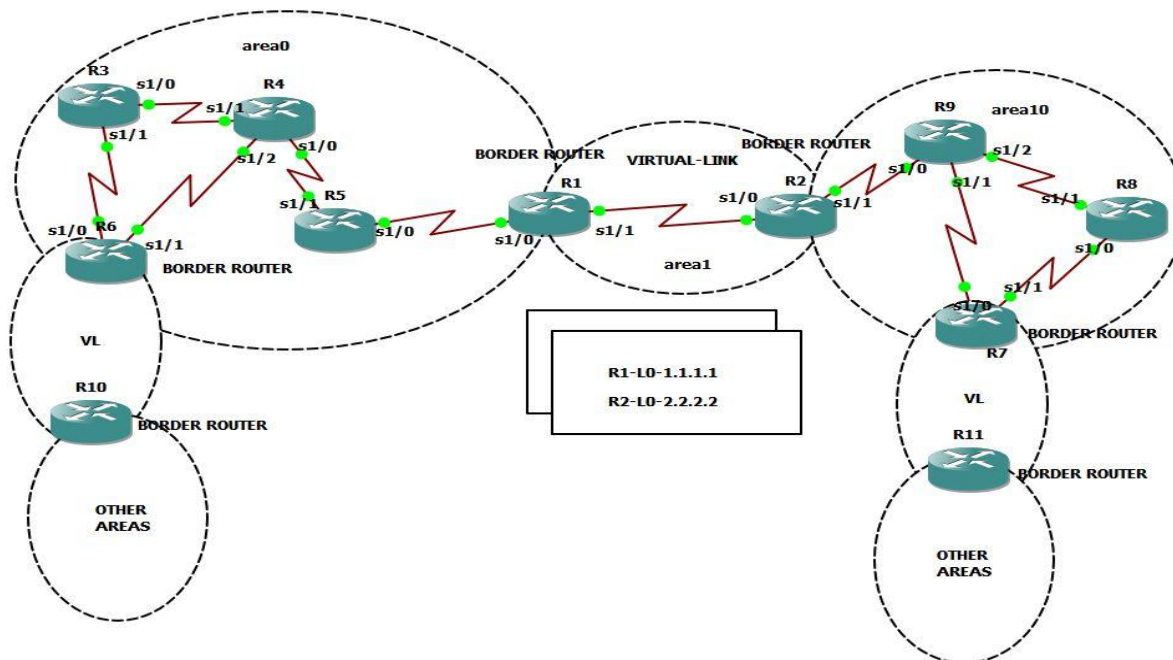 area0
R3
s1/0
R4
s1/1
s1/1
s1/2
s1/0
s1/1
R5
s1/0
s1/0
R6
s1/1
BORDER ROUTER
BORDER ROUTER
R1
s1/0
s1/1
VIRTUAL-LINK
area1
BORDER ROUTER
R2
s1/0
s1/1
area10
R9
s1/0
s1/2
s1/1
R8
s1/1
s1/0
s1/1
s1/0
BORDER ROUTER
R7
VL
R10
BORDER ROUTER
OTHER
AREAS
R1-L0-1.1.1.1
R2-L0-2.2.2.2
VL
R11
BORDER ROUTER
OTHER
AREAS